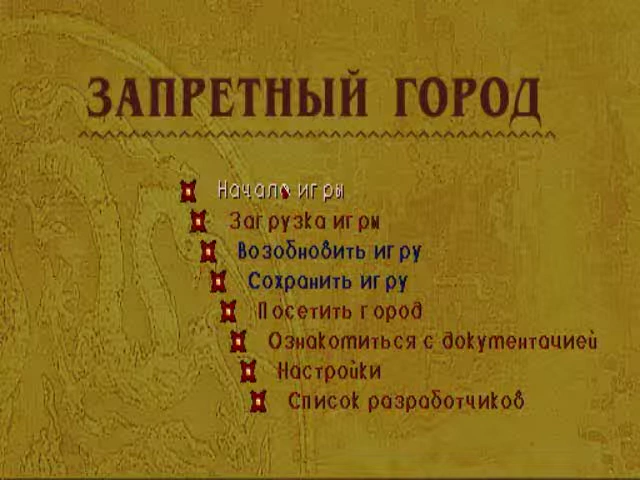 ЗАПРЕТНЫЙ ГОРОД
Начало игры
Загрузка игры
Возобновить игру
Сохранить игру
Посетить город
Ознакомиться с документацией
Настройки
Список разработчиков